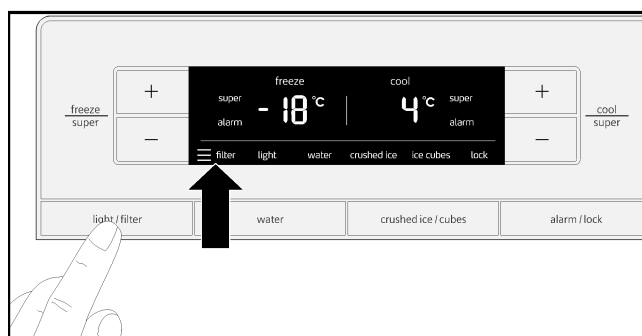 freeze
super
+
−
freeze cool
super -18 °C 4 °C super
alarm alarm
filter light water crushed ice ice cubes lock
+
−
cool
super
light / filter water crushed ice / cubes alarm / lock